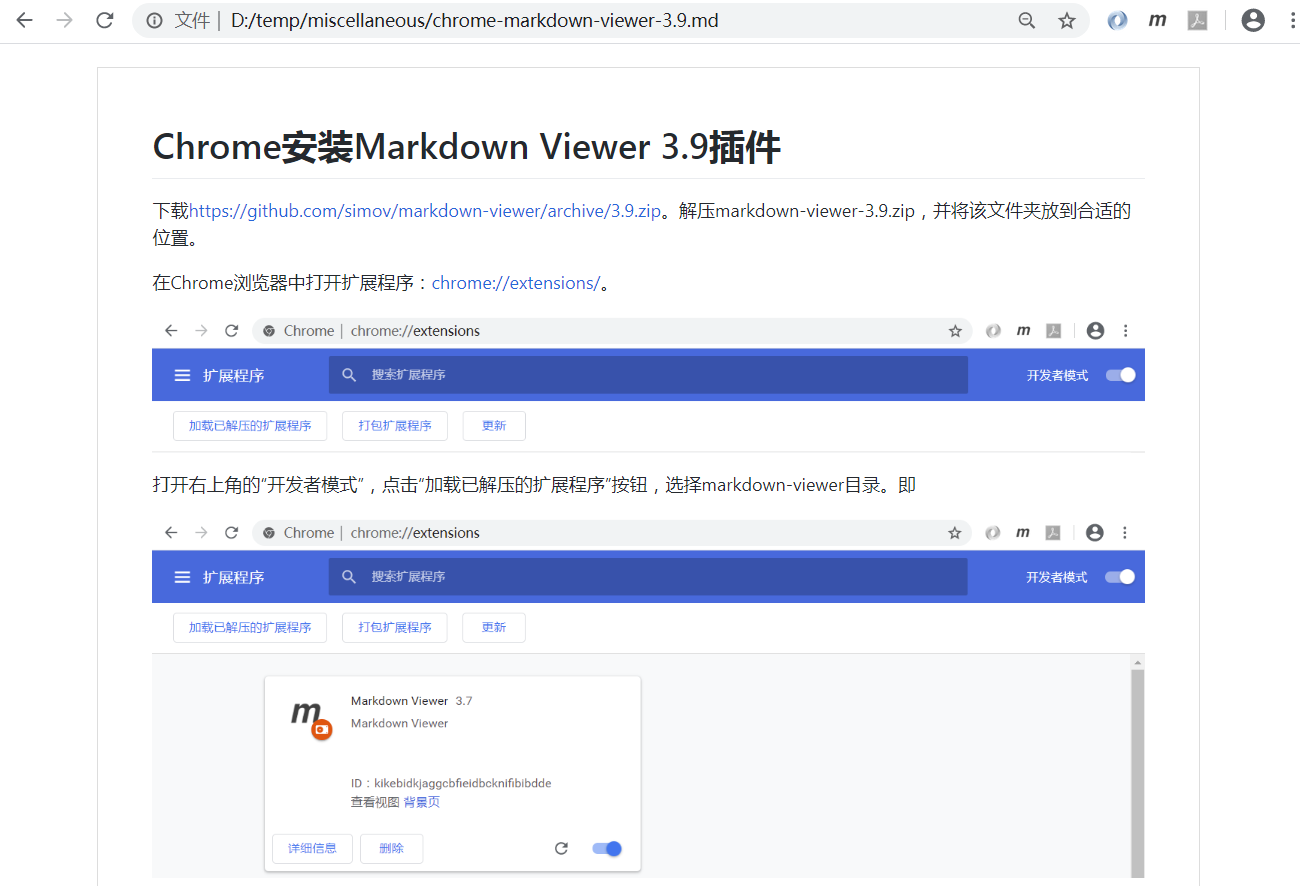 文件 | D:/temp/miscellaneous/chrome-markdown-viewer-3.9.md
Chrome安装Markdown Viewer 3.9插件
下载https://github.com/simov/markdown-viewer/archive/3.9.zip。解压markdown-viewer-3.9.zip，并将该文件夹放到合适的
位置。
在Chrome浏览器中打开扩展程序：chrome://extensions/。
Chrome | chrome://extensions
扩展程序 搜索扩展程序 开发者模式
加载已解压的扩展程序 打包扩展程序 更新
打开右上角的“开发者模式”，点击“加载已解压的扩展程序”按钮，选择markdown-viewer目录。即
Chrome | chrome://extensions
扩展程序 搜索扩展程序 开发者模式
加载已解压的扩展程序 打包扩展程序 更新
m Markdown Viewer 3.7
Markdown Viewer
ID：kikebidkjaggcbfieidbcknifibibdde
查看视图 背景页
详细信息 删除